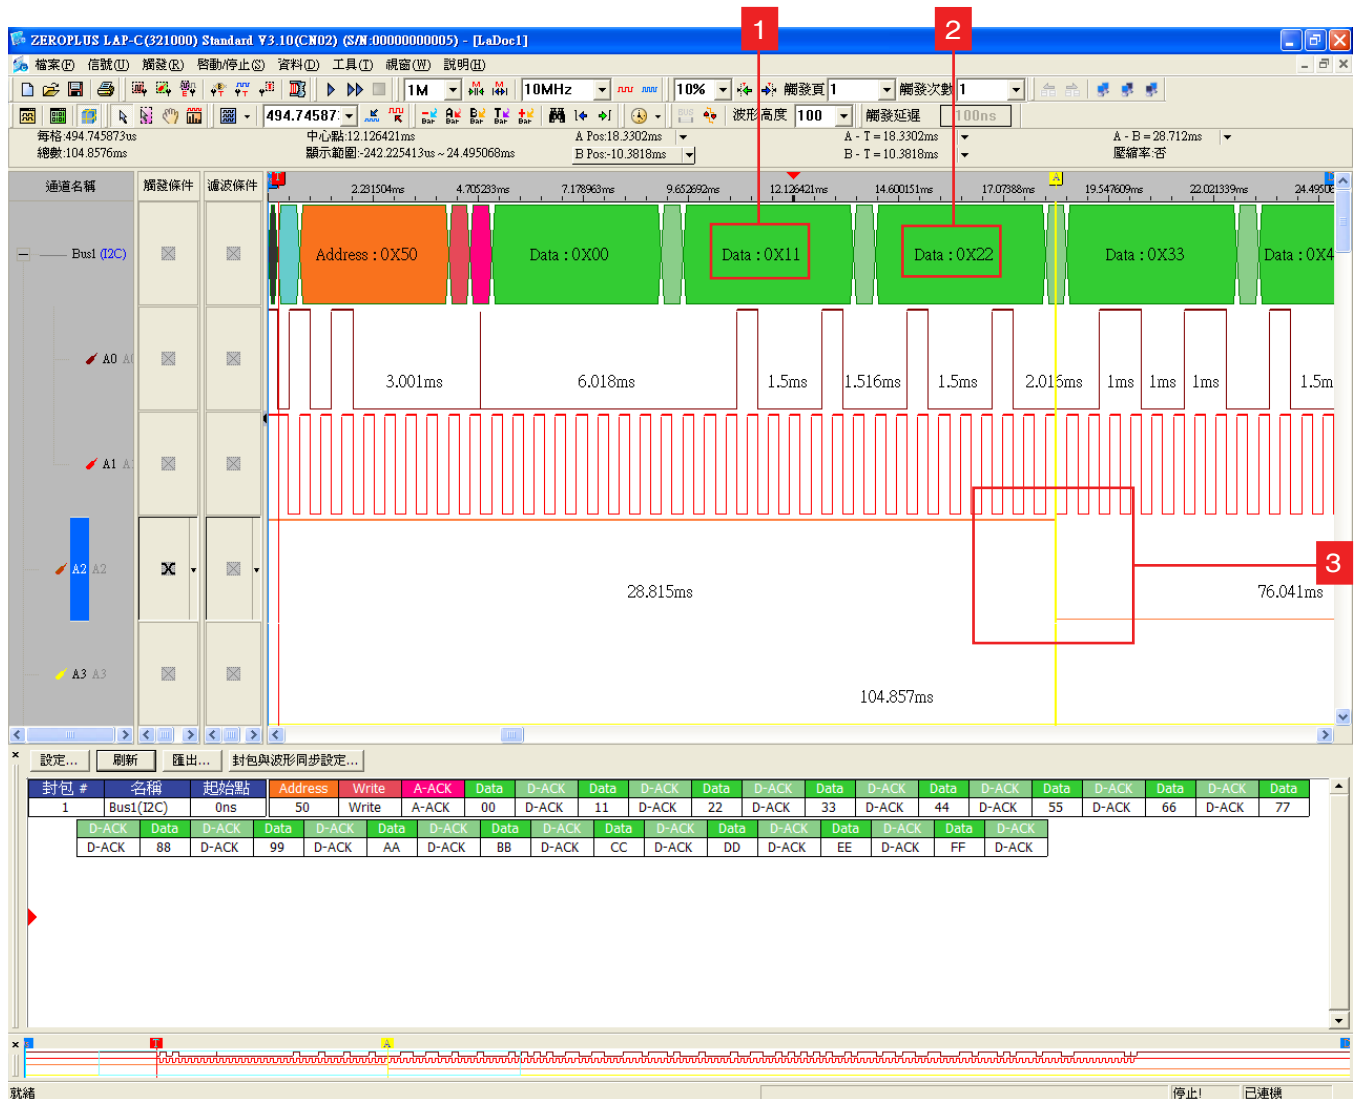 1
2
ZEROPLUS LAP-C(321000) Standard V3.10(CN02) (S/N:00000000005) - [LaDoc1]
檔案(F) 信號(U) 觸發(R) 啓動/停止(S) 資料(D) 工具(T) 視窗(W) 說明(H)
1M 10MHz 10% 觸發頁 1 觸發次數 1
494.74587: Bar Bar Bar Bar Bar 波形高度 100 觸發延遲 100ns
每格:494.745873us 中心點:12.126421ms A Pos:18.3302ms A - T = 18.3302ms A - B = 28.712ms
總數:104.8576ms 顯示範圍:-242.225413us ~ 24.495068ms B Pos:-10.3818ms B - T = 10.3818ms 壓縮率:否
通道名稱 觸發條件 濾波條件 T 2.231504ms 4.705233ms 7.178963ms 9.652692ms 12.126421ms 14.600151ms 17.07388ms A 19.547609ms 22.021339ms 24.49506
Bus1 (I2C) Address : 0X50 Data : 0X00 Data : 0X11 Data : 0X22 Data : 0X33 Data : 0X4
A0 3.001ms 6.018ms 1.5ms 1.516ms 1.5ms 2.016ms 1ms 1ms 1ms 1.5m
A1
3
A2 A2 28.815ms 76.041ms
A3 A3 104.857ms
設定... 刷新 匯出... 封包與波形同步設定...
封包 # 名稱 起始點 Address Write A-ACK Data D-ACK Data D-ACK Data D-ACK Data D-ACK Data D-ACK Data D-ACK Data D-ACK Data
1 Bus1(I2C) 0ns 50 Write A-ACK 00 D-ACK 11 D-ACK 22 D-ACK 33 D-ACK 44 D-ACK 55 D-ACK 66 D-ACK 77
D-ACK Data D-ACK Data D-ACK Data D-ACK Data D-ACK Data D-ACK Data D-ACK Data D-ACK Data D-ACK
D-ACK 88 D-ACK 99 D-ACK AA D-ACK BB D-ACK CC D-ACK DD D-ACK EE D-ACK FF D-ACK
T A
就緒 停止! 已連機